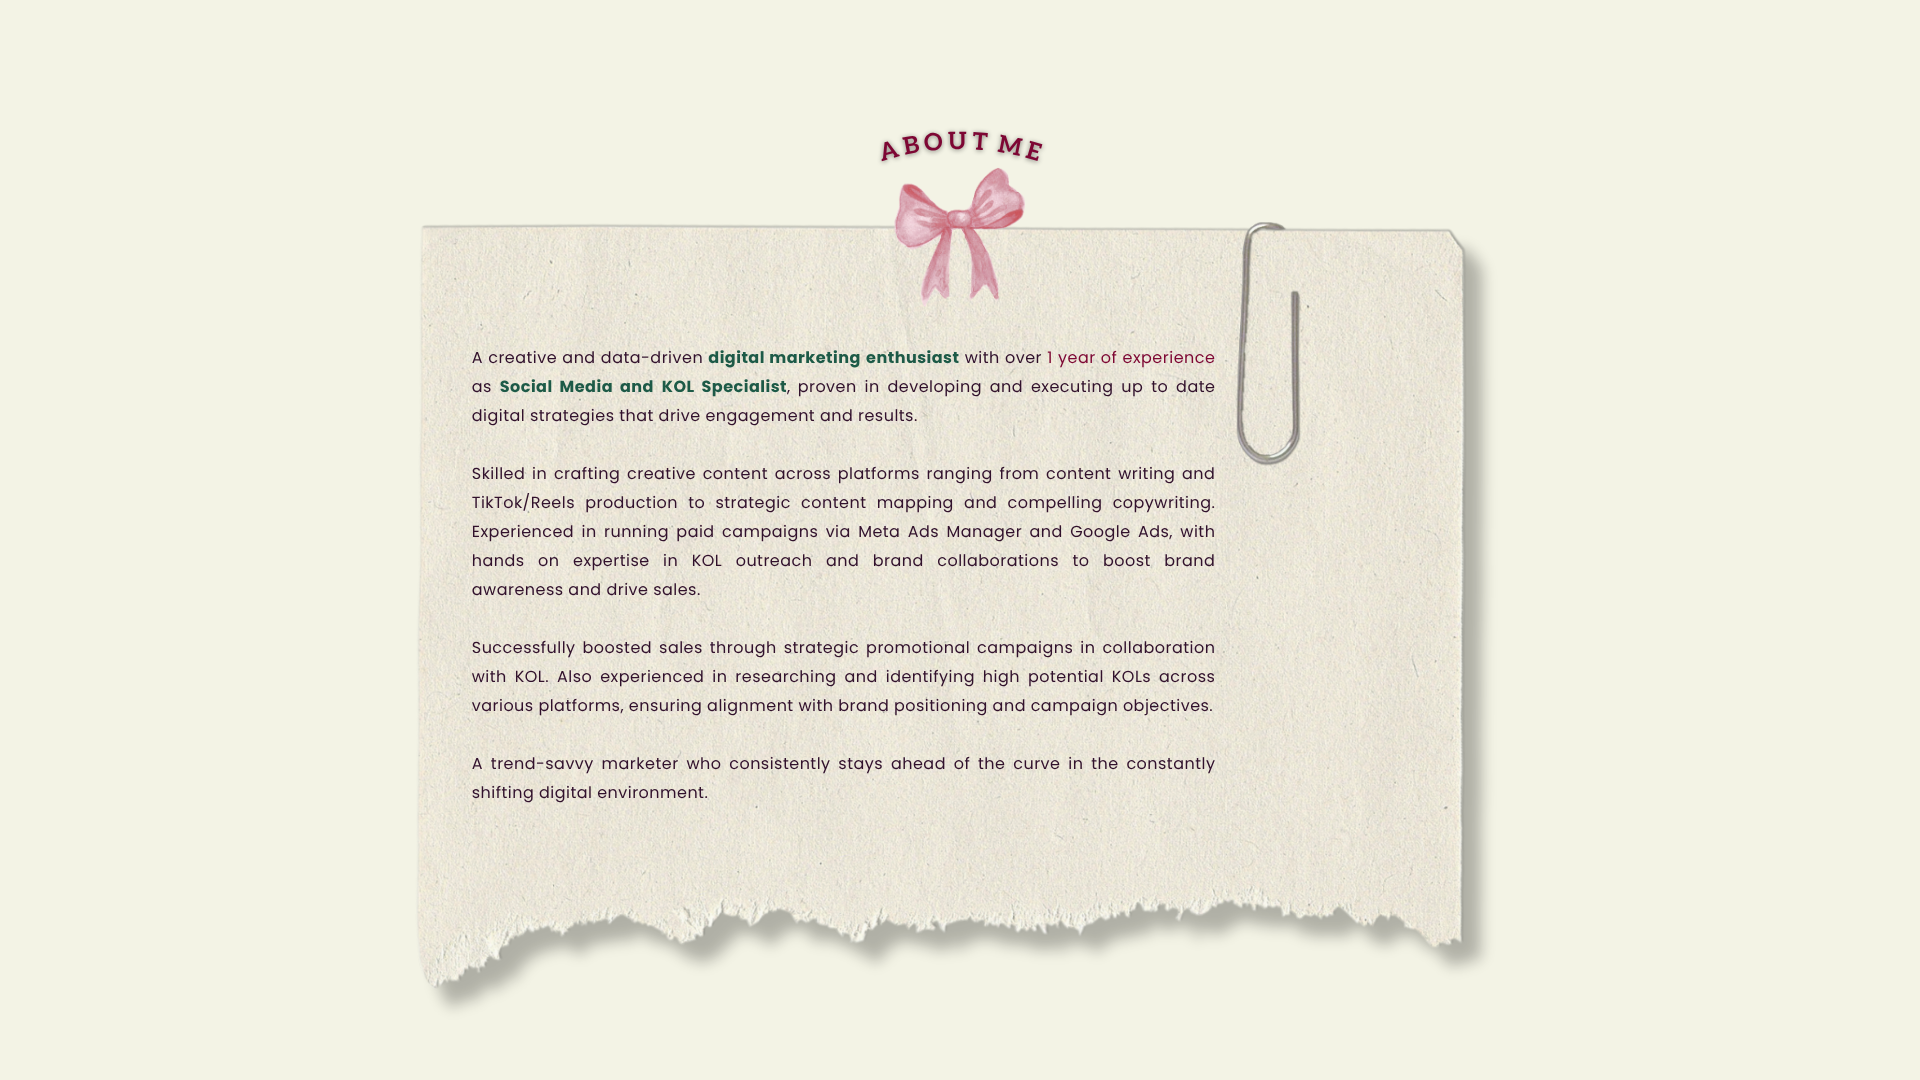 ABOUT ME
A creative and data-driven digital marketing enthusiast with over 1 year of experience
as Social Media and KOL Specialist, proven in developing and executing up to date
digital strategies that drive engagement and results.
Skilled in crafting creative content across platforms ranging from content writing and
TikTok/Reels production to strategic content mapping and compelling copywriting.
Experienced in running paid campaigns via Meta Ads Manager and Google Ads, with
hands on expertise in KOL outreach and brand collaborations to boost brand
awareness and drive sales.
Successfully boosted sales through strategic promotional campaigns in collaboration
with KOL. Also experienced in researching and identifying high potential KOLs across
various platforms, ensuring alignment with brand positioning and campaign objectives.
A trend-savvy marketer who consistently stays ahead of the curve in the constantly
shifting digital environment.